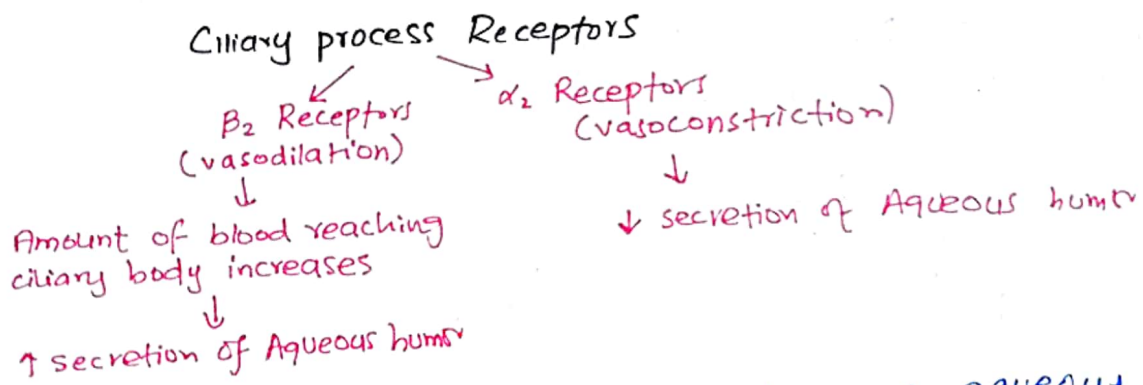 Ciliary process Receptors
β₂ Receptors
(vasodilation)
↓
Amount of blood reaching
ciliary body increases
↓
↑ secretion of Aqueous humor
α₂ Receptors
(vasoconstriction)
↓
↓ secretion of Aqueous humor